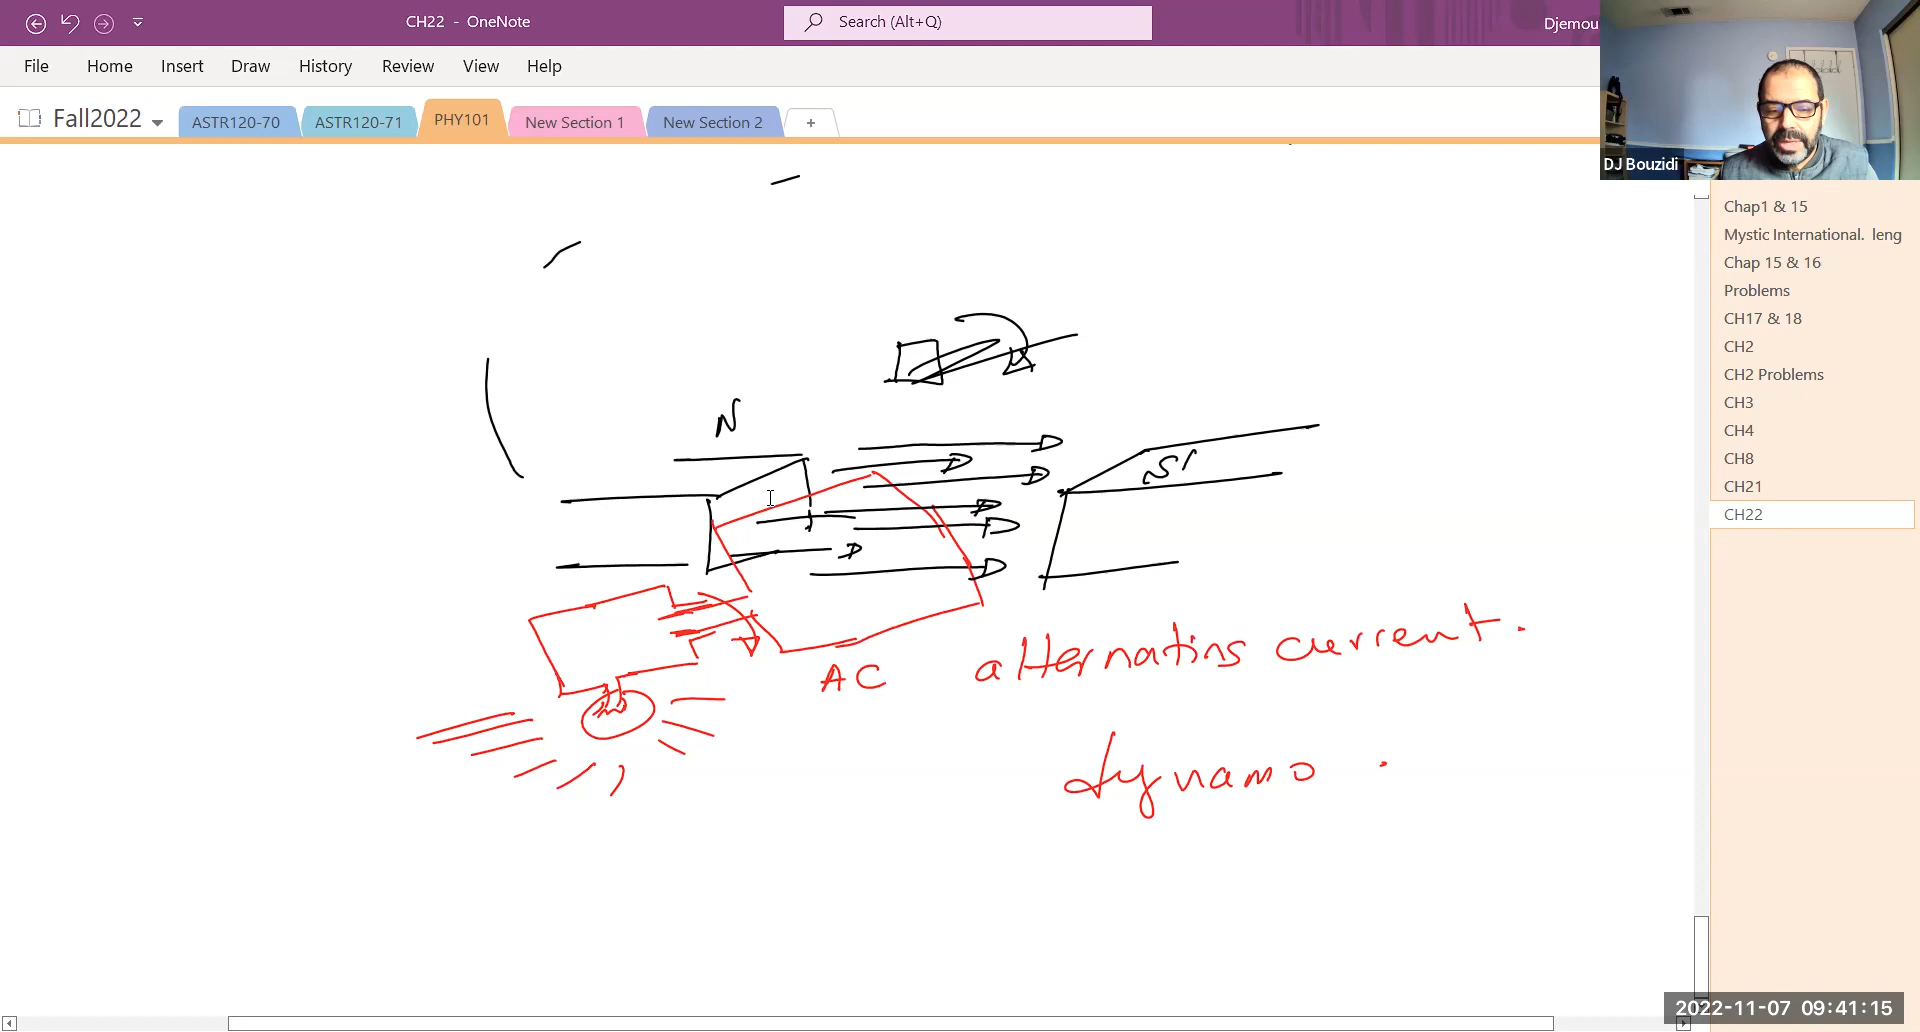 CH22 - OneNote
Search (Alt+Q)
Djemou
File Home Insert Draw History Review View Help
Fall2022
ASTR120-70 ASTR120-71 PHY101 New Section 1 New Section 2 +
DJ Bouzidi
Chap1 & 15
Mystic International. leng
Chap 15 & 16
Problems
CH17 & 18
CH2
CH2 Problems
CH3
CH4
CH8
CH21
CH22
N
S
AC alternating current.
dynamo.
2022-11-07 09:41:15